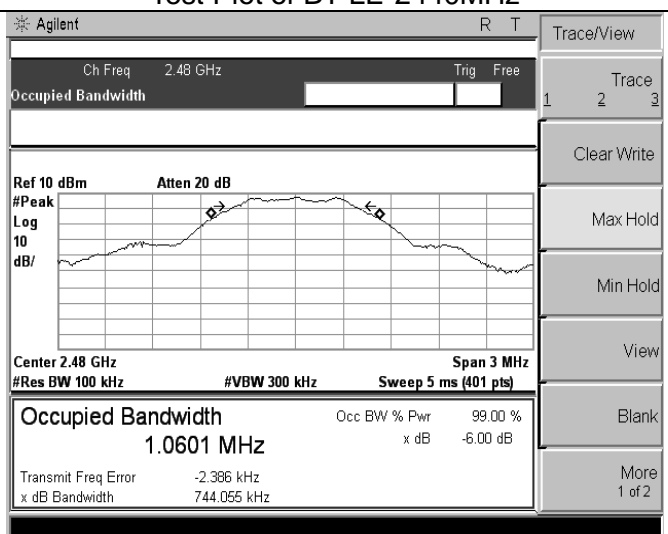 Agilent
R T
Ch Freq 2.48 GHz Trig Free
Occupied Bandwidth
Ref 10 dBm Atten 20 dB
#Peak
Log
10
dB/
Center 2.48 GHz Span 3 MHz
#Res BW 100 kHz #VBW 300 kHz Sweep 5 ms (401 pts)
Occupied Bandwidth
1.0601 MHz
Occ BW % Pwr 99.00 %
x dB -6.00 dB
Transmit Freq Error -2.386 kHz
x dB Bandwidth 744.055 kHz
Trace/View
Trace
1 2 3
Clear Write
Max Hold
Min Hold
View
Blank
More
1 of 2